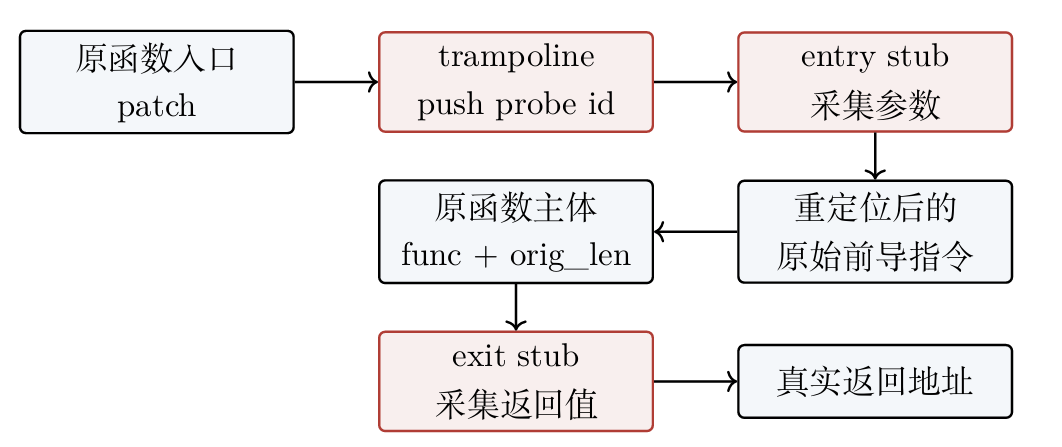 原函数入口
patch
trampoline
push probe id
entry stub
采集参数
重定位后的
原始前导指令
原函数主体
func + orig_len
exit stub
采集返回值
真实返回地址